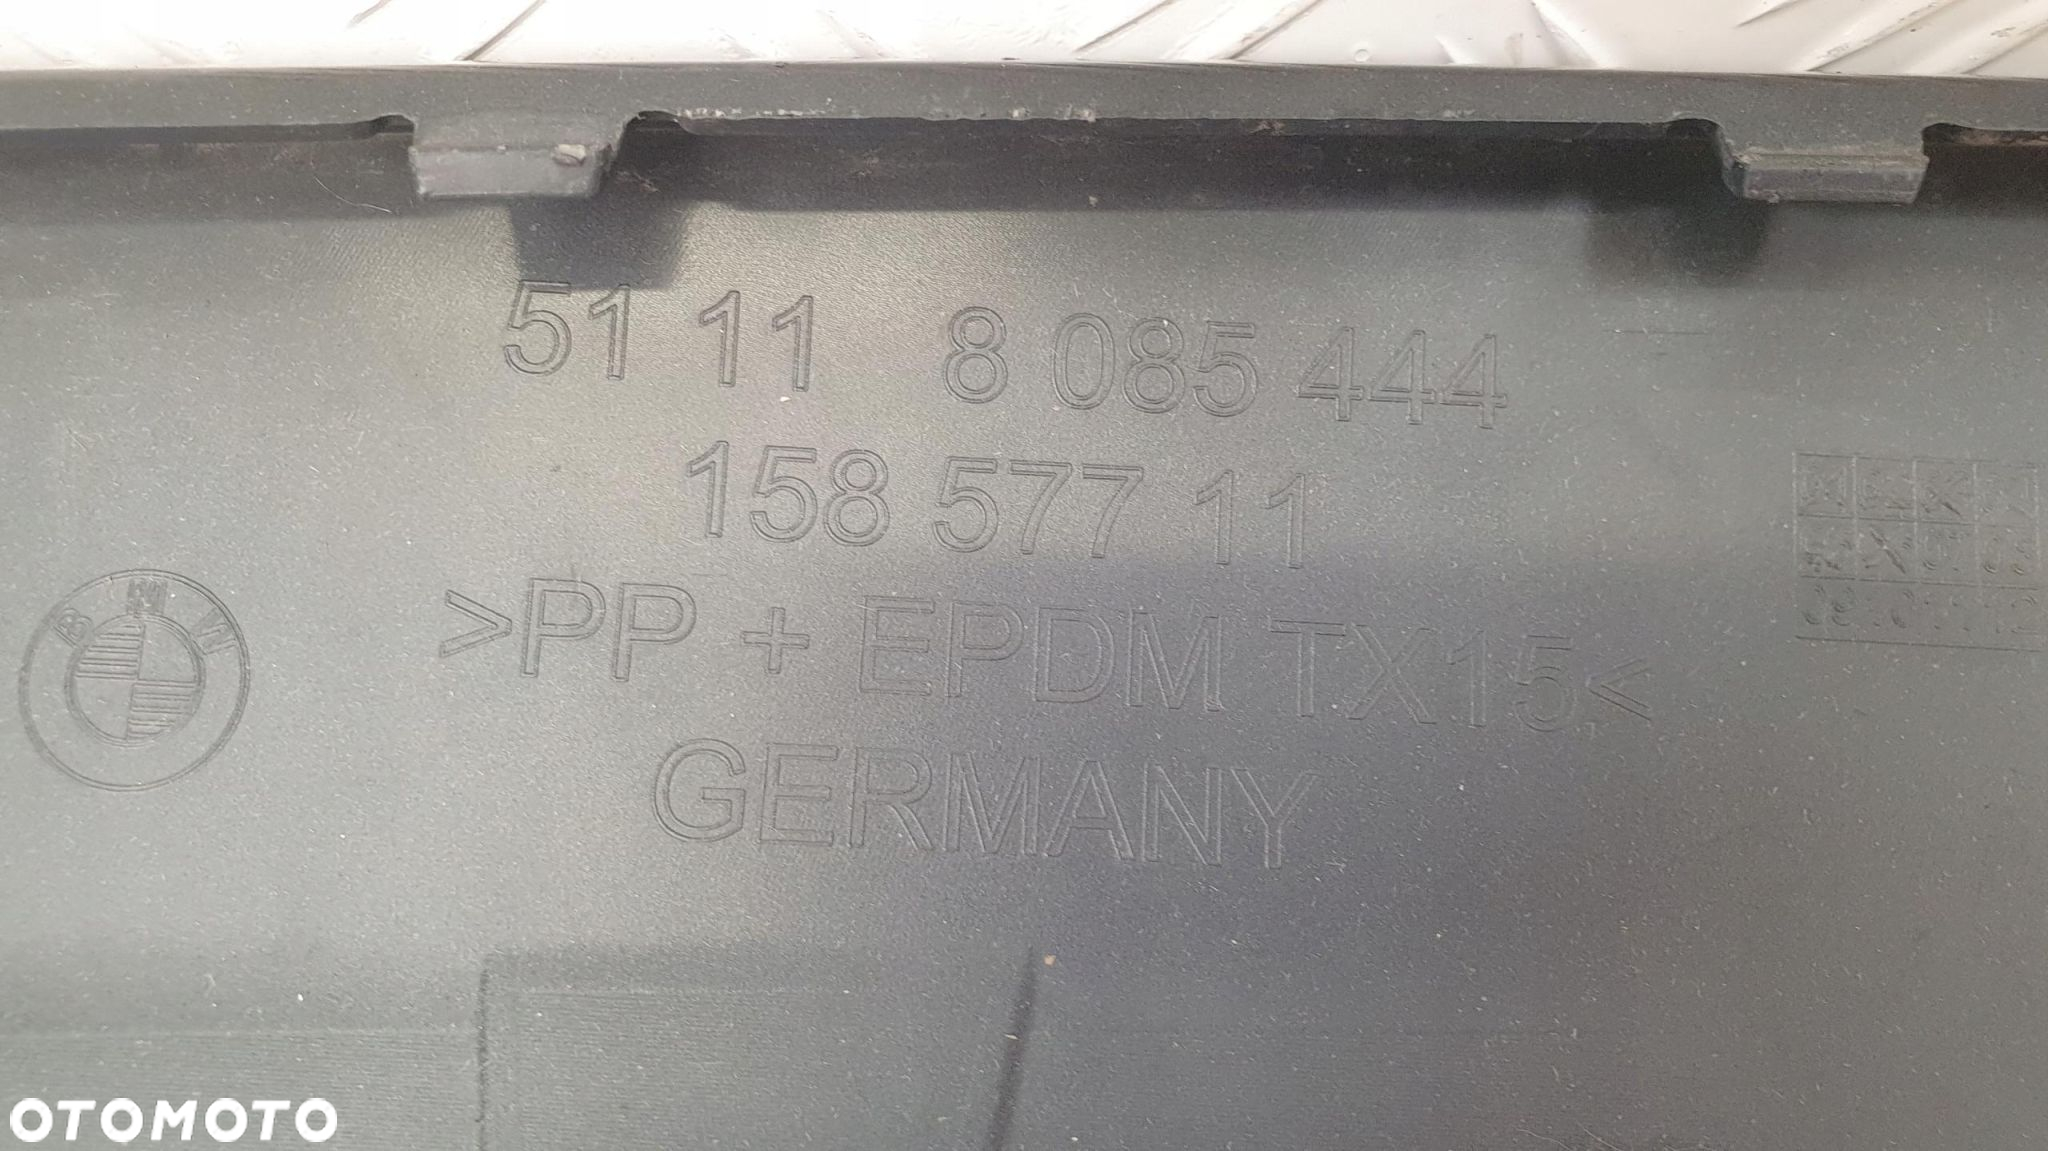 51 11 8 085 444
158 577 11
>PP + EPDM TX15<
GERMANY
BMW
OTOMOTO